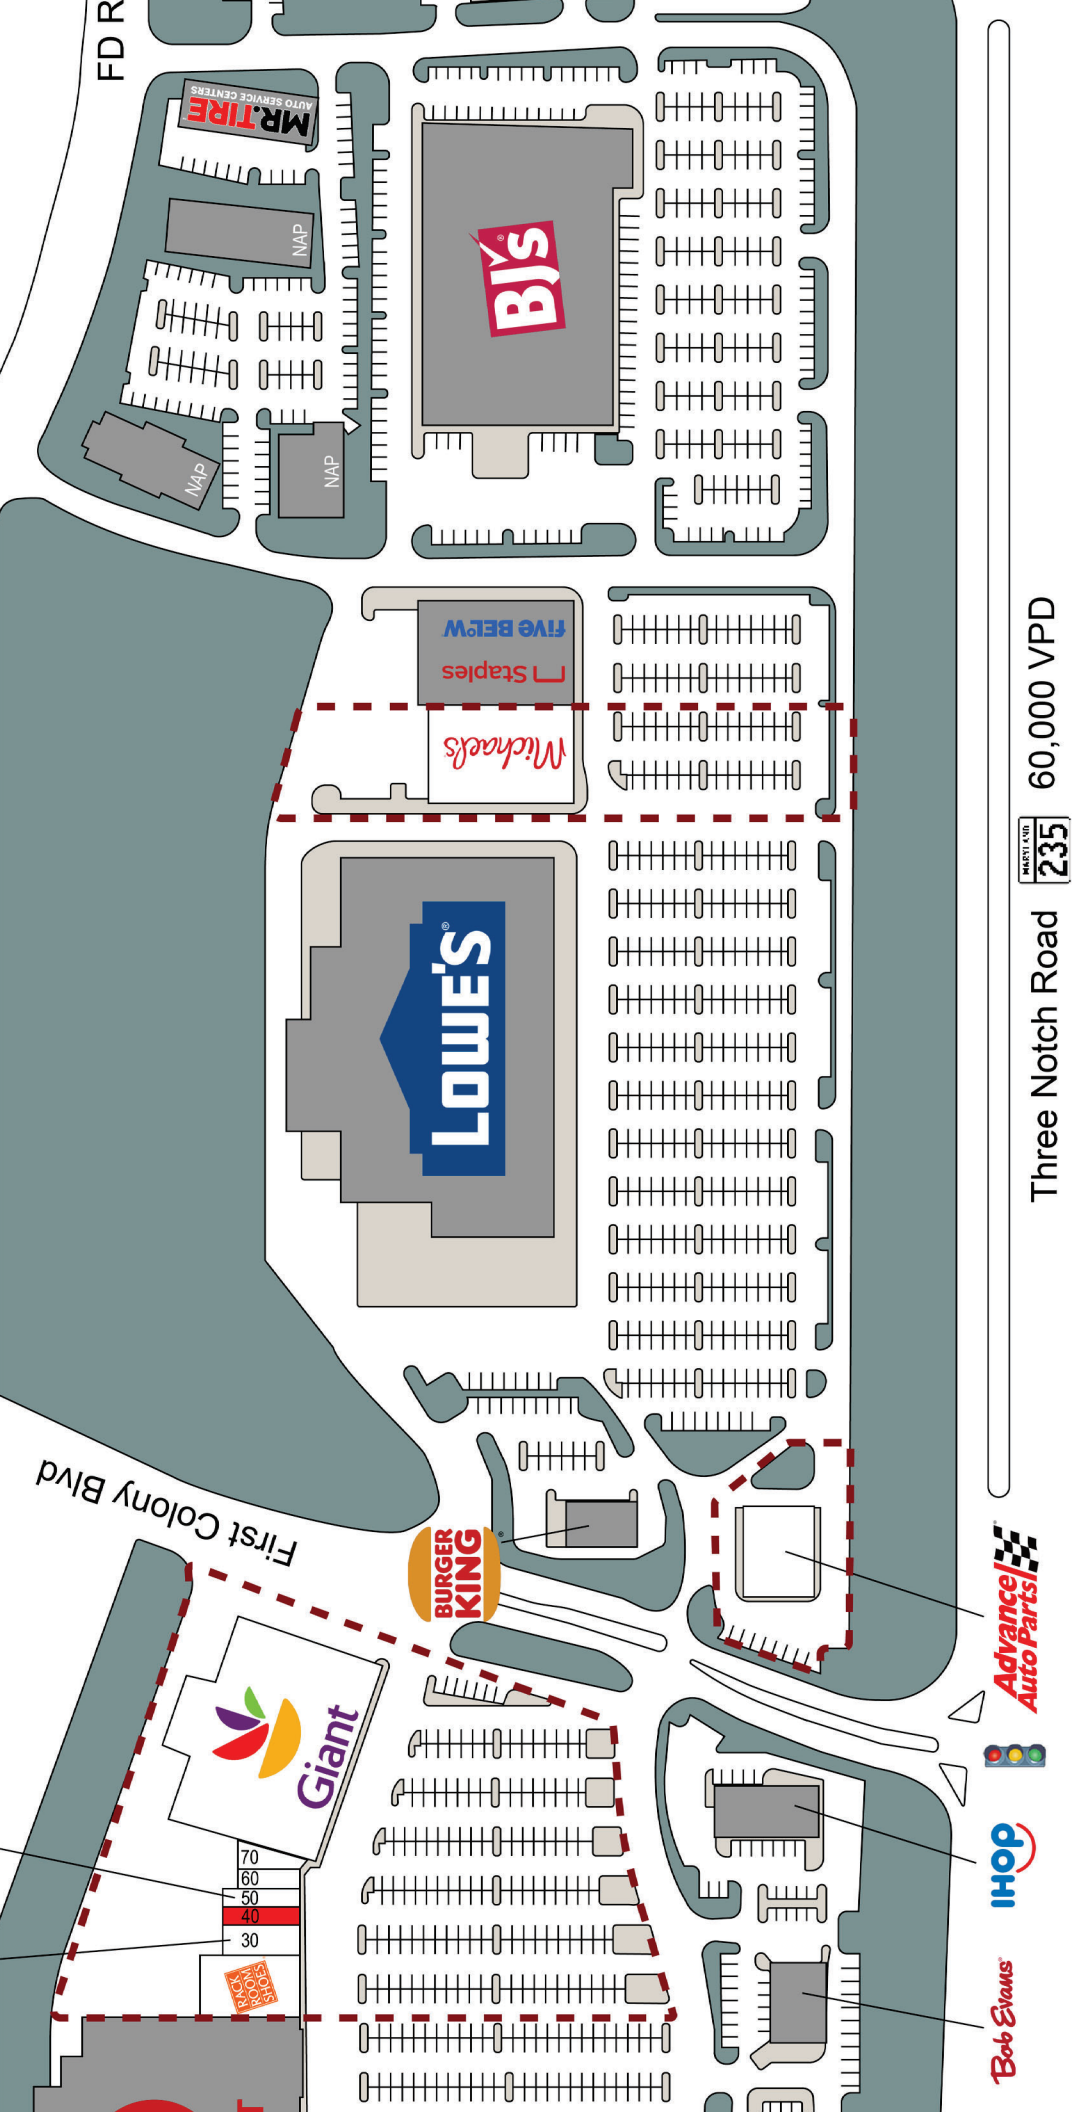 FD R
MR.TIRE
AUTO SERVICE CENTERS
NAP
NAP
NAP
BJ's
five BEL°W
Staples
Michaels
LOWE'S
60,000 VPD
MARYLAND
235
Three Notch Road
First Colony Blvd
BURGER
KING
Advance
Auto Parts
Giant
IHOP
70
60
50
40
30
RACK
ROOM
SHOES
Bob Evans
T